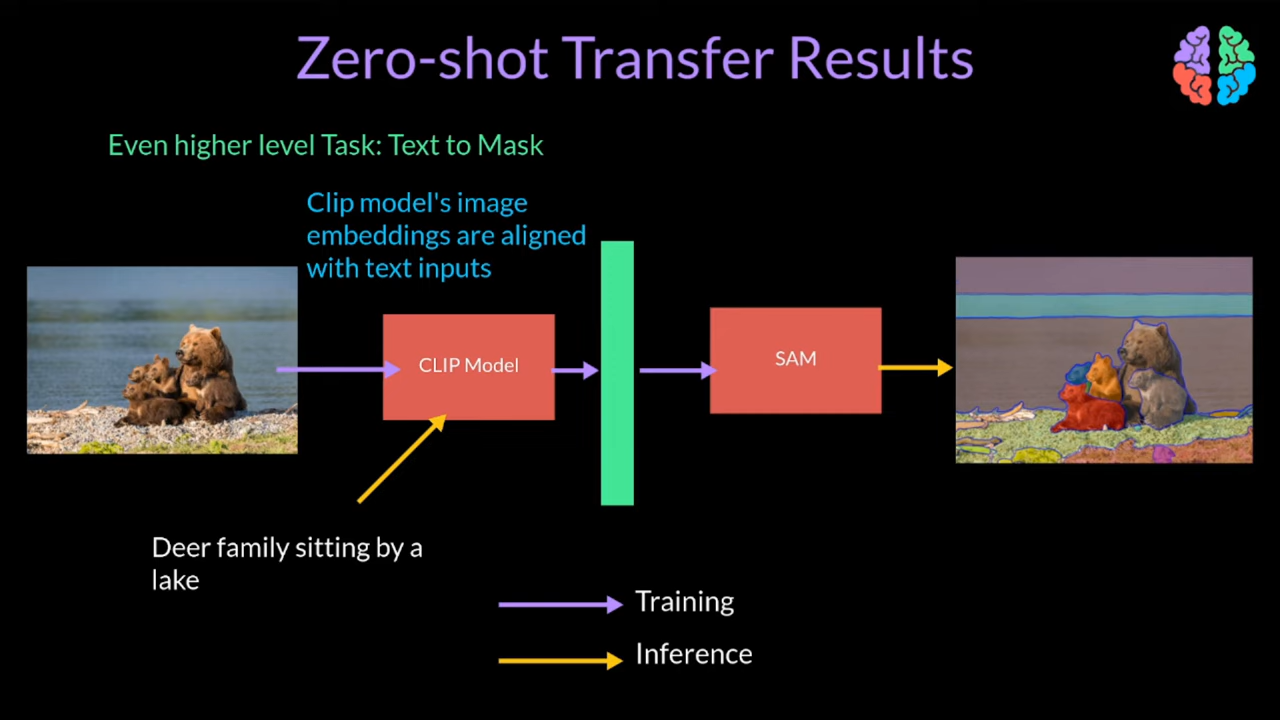 Zero-shot Transfer Results
Even higher level Task: Text to Mask
Clip model's image
embeddings are aligned
with text inputs
CLIP Model
SAM
Deer family sitting by a
lake
Training
Inference